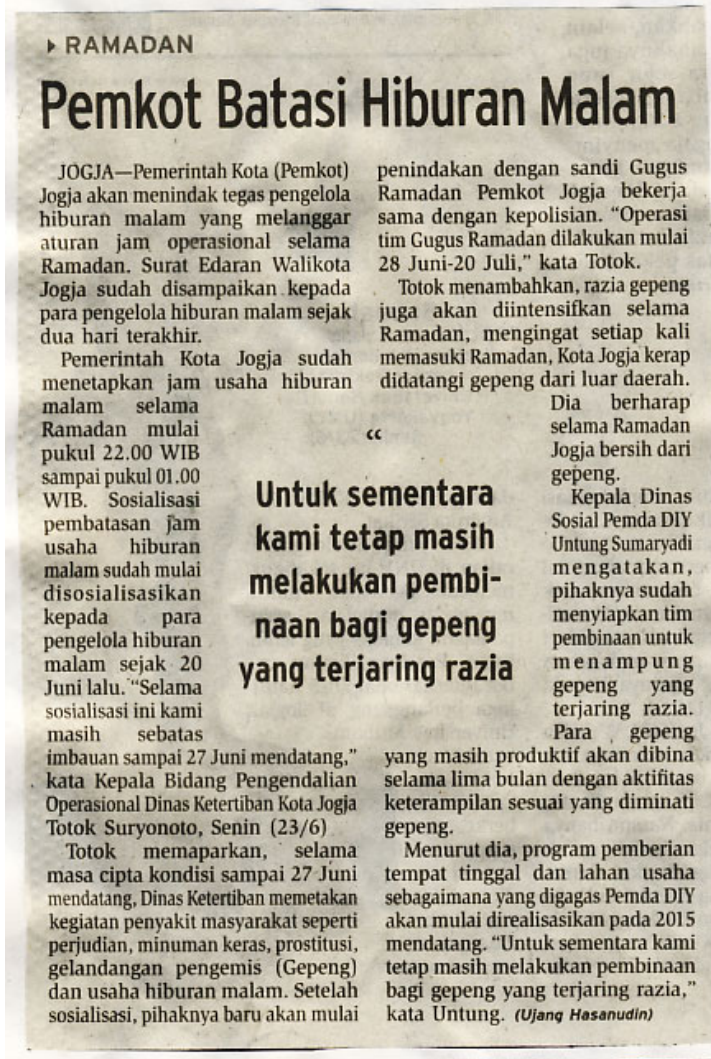 RAMADAN
Pemkot Batasi Hiburan Malam
JOGJA—Pemerintah Kota (Pemkot)
Jogja akan menindak tegas pengelola
hiburan malam yang melanggar
aturan jam operasional selama
Ramadan. Surat Edaran Walikota
Jogja sudah disampaikan kepada
para pengelola hiburan malam sejak
dua hari terakhir.
Pemerintah Kota Jogja sudah
menetapkan jam usaha hiburan
malam selama
Ramadan mulai
pukul 22.00 WIB
sampai pukul 01.00
WIB. Sosialisasi
pembatasan jam
usaha hiburan
malam sudah mulai
disosialisasikan
kepada para
pengelola hiburan
malam sejak 20
Juni lalu. "Selama
sosialisasi ini kami
masih sebatas
imbauan sampai 27 Juni mendatang,"
kata Kepala Bidang Pengendalian
Operasional Dinas Ketertiban Kota Jogja
Totok Suryonoto, Senin (23/6)
Totok memaparkan, selama
masa cipta kondisi sampai 27 Juni
mendatang, Dinas Ketertiban memetakan
kegiatan penyakit masyarakat seperti
perjudian, minuman keras, prostitusi,
gelandangan pengemis (Gepeng)
dan usaha hiburan malam. Setelah
sosialisasi, pihaknya baru akan mulai
penindakan dengan sandi Gugus
Ramadan Pemkot Jogja bekerja
sama dengan kepolisian. "Operasi
tim Gugus Ramadan dilakukan mulai
28 Juni-20 Juli," kata Totok.
Totok menambahkan, razia gepeng
juga akan diintensifkan selama
Ramadan, mengingat setiap kali
memasuki Ramadan, Kota Jogja kerap
didatangi gepeng dari luar daerah.
Dia berharap
selama Ramadan
Jogja bersih dari
gepeng.
Kepala Dinas
Sosial Pemda DIY
Untung Sumaryadi
mengatakan,
pihaknya sudah
menyiapkan tim
pembinaan untuk
menampung
gepeng yang
terjaring razia.
Para gepeng
yang masih produktif akan dibina
selama lima bulan dengan aktifitas
keterampilan sesuai yang diminati
gepeng.
Menurut dia, program pemberian
tempat tinggal dan lahan usaha
sebagaimana yang digagas Pemda DIY
akan mulai direalisasikan pada 2015
mendatang. "Untuk sementara kami
tetap masih melakukan pembinaan
bagi gepeng yang terjaring razia,"
kata Untung. (Ujang Hasanudin)
“
Untuk sementara
kami tetap masih
melakukan pembi-
naan bagi gepeng
yang terjaring razia